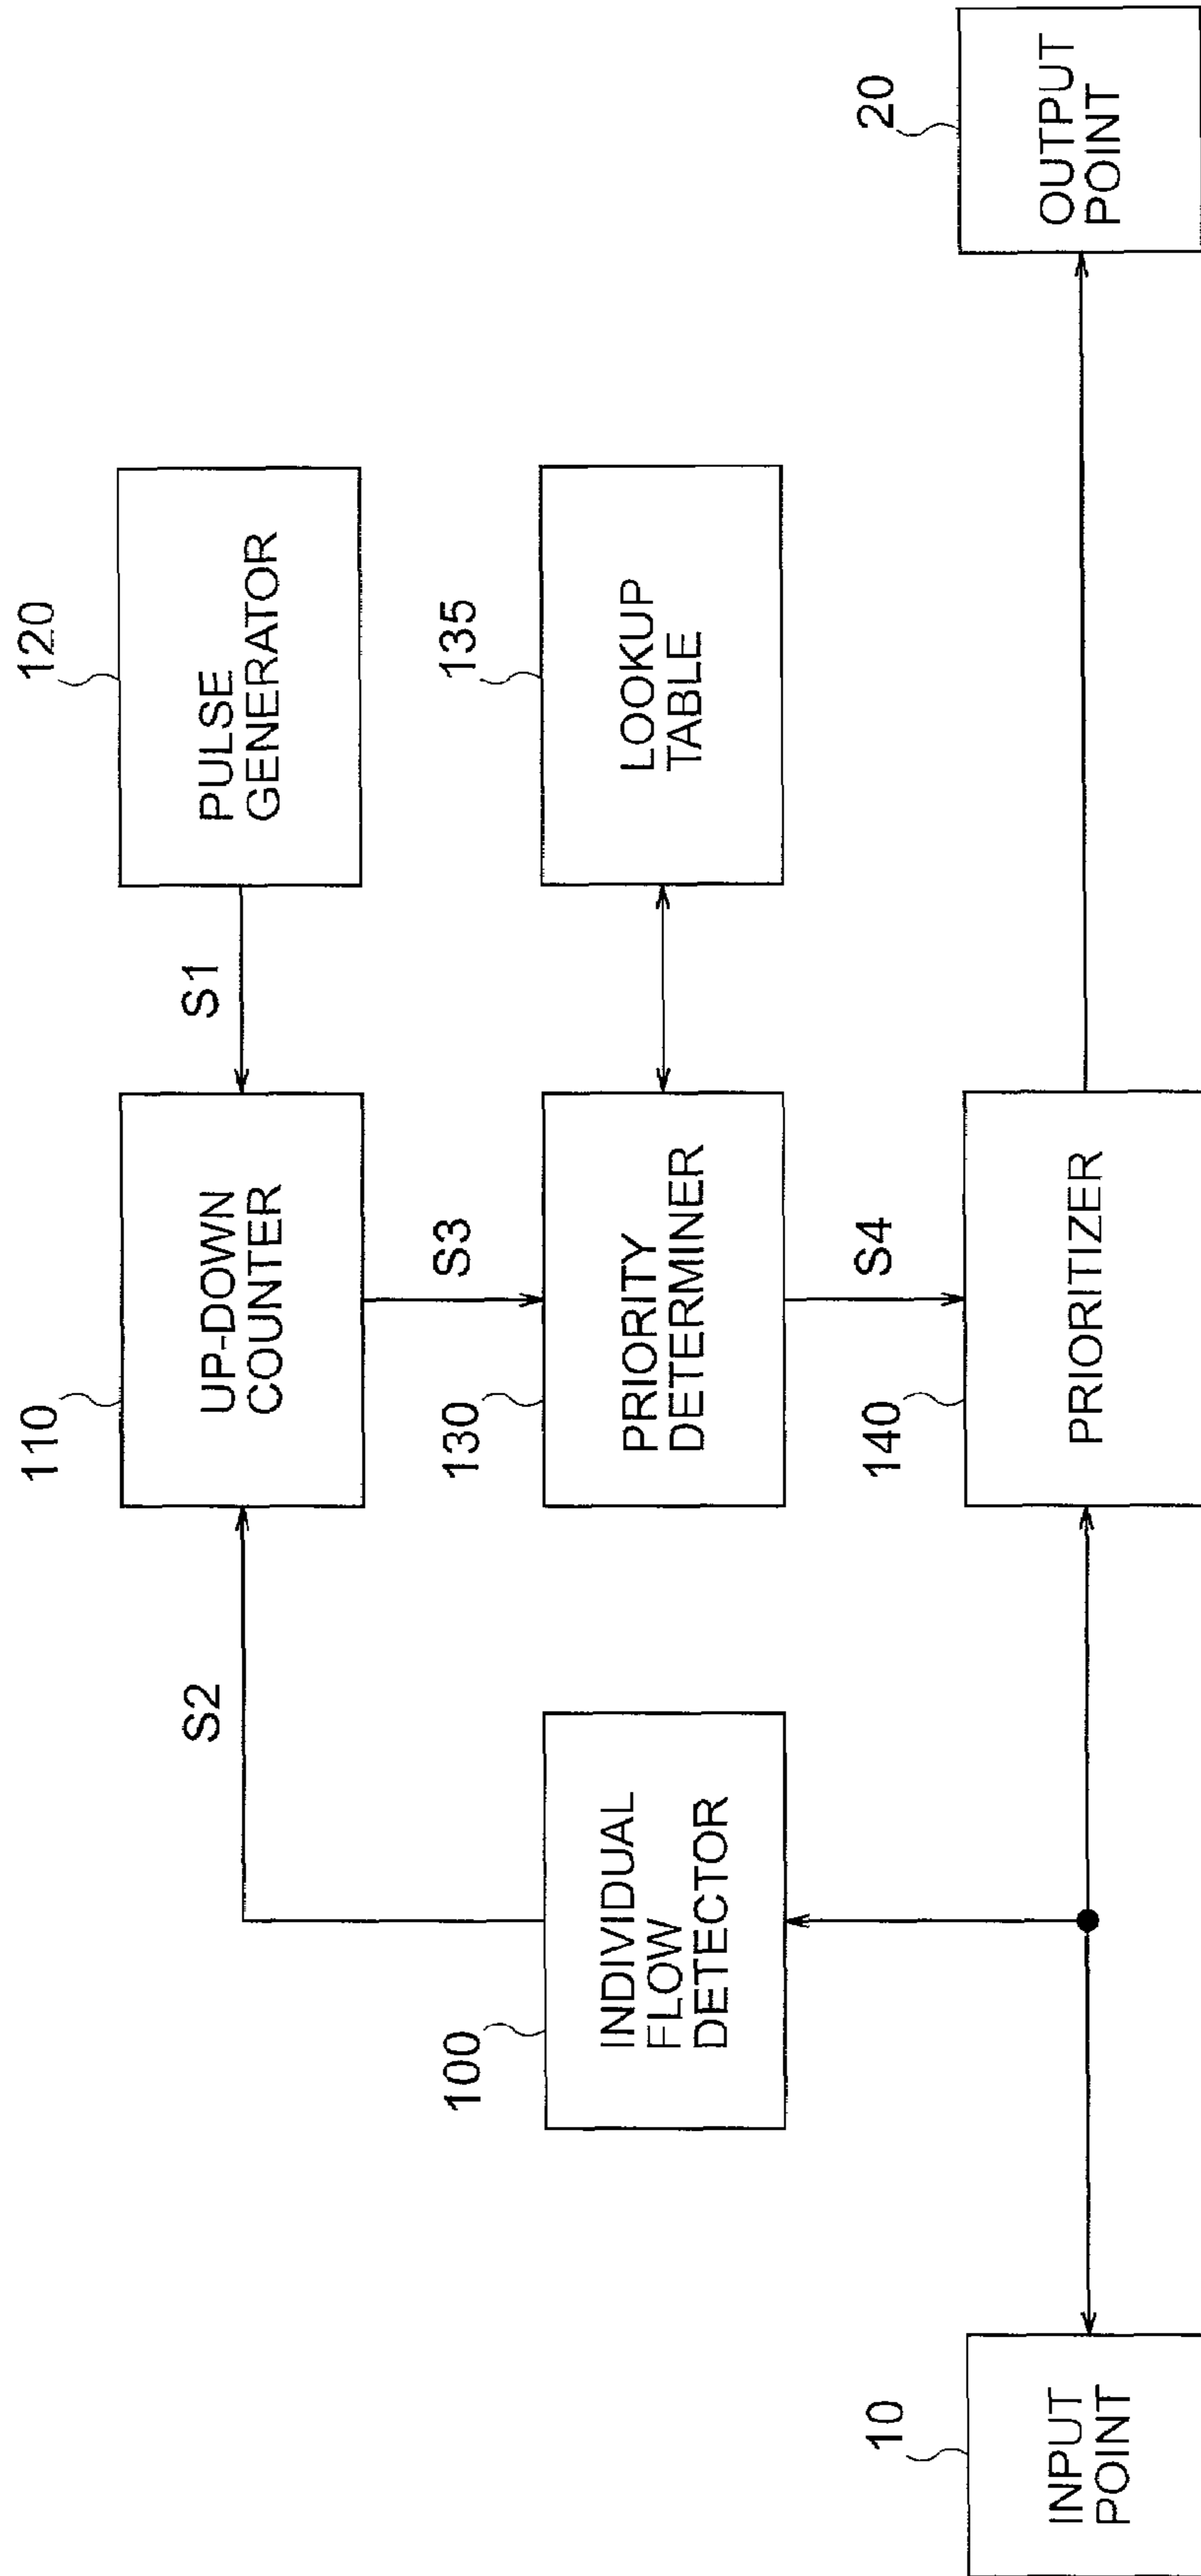 120
PULSE
GENERATOR
S1
110
UP-DOWN
COUNTER
S2
S3
135
LOOKUP
TABLE
130
PRIORITY
DETERMINER
100
INDIVIDUAL
FLOW
DETECTOR
S4
10
INPUT
POINT
140
PRIORITIZER
20
OUTPUT
POINT